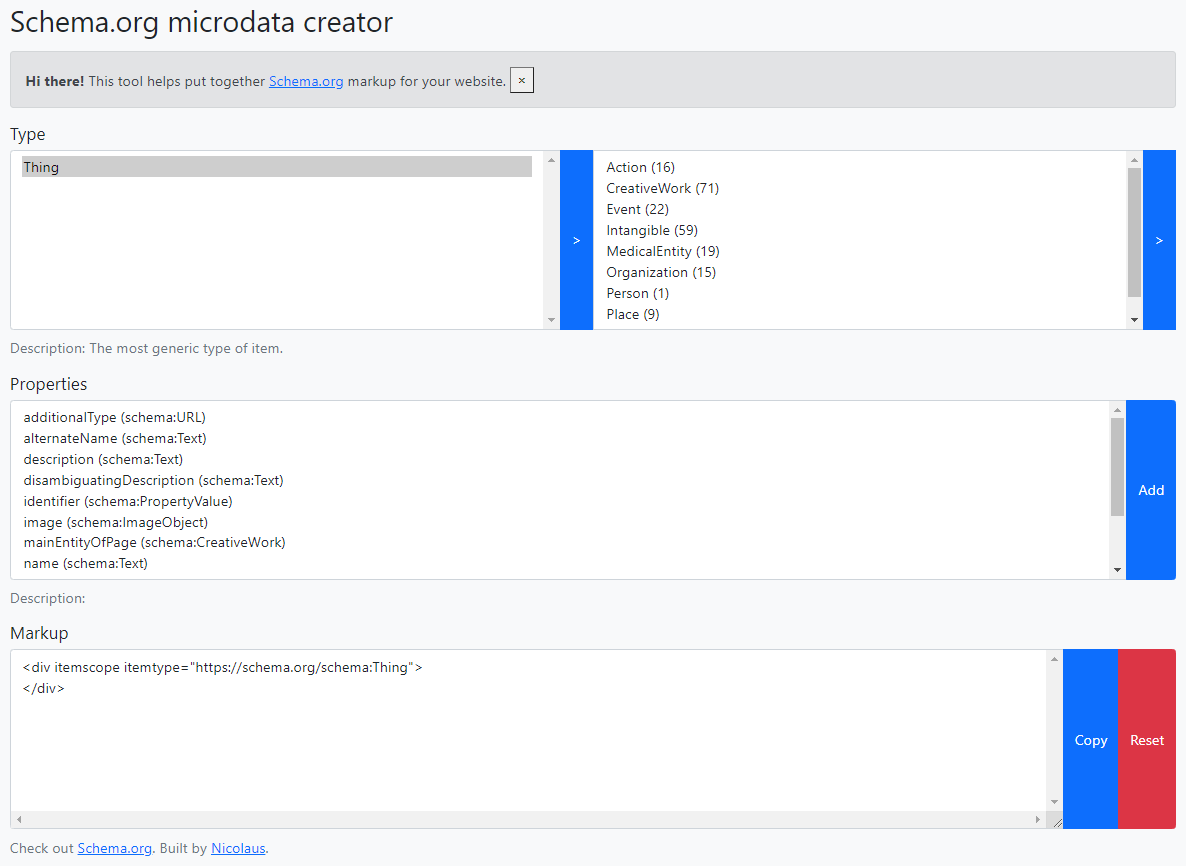 Schema.org microdata creator
Hi there! This tool helps put together Schema.org markup for your website. ×
Type
Thing
>
Action (16)
CreativeWork (71)
Event (22)
Intangible (59)
MedicalEntity (19)
Organization (15)
Person (1)
Place (9)
>
Description: The most generic type of item.
Properties
additionalType (schema:URL)
alternateName (schema:Text)
description (schema:Text)
disambiguatingDescription (schema:Text)
identifier (schema:PropertyValue)
image (schema:ImageObject)
mainEntityOfPage (schema:CreativeWork)
name (schema:Text)
Add
Description:
Markup
<div itemscope itemtype="https://schema.org/schema:Thing">
</div>
Copy
Reset
Check out Schema.org. Built by Nicolaus.